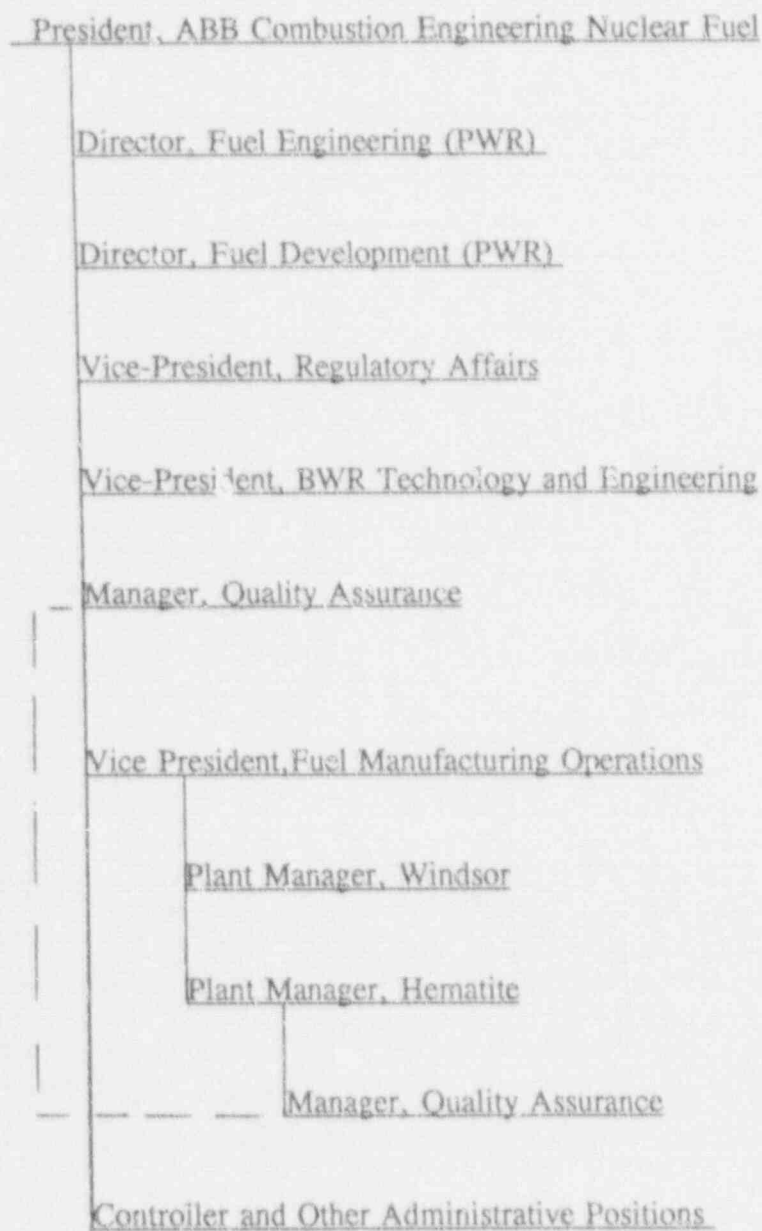 President, ABB Combustion Engineering Nuclear Fuel
Director, Fuel Engineering (PWR)
Director, Fuel Development (PWR)
Vice-President, Regulatory Affairs
Vice-President, BWR Technology and Engineering
Manager, Quality Assurance
Vice President,Fuel Manufacturing Operations
Plant Manager, Windsor
Plant Manager, Hematite
Manager, Quality Assurance
Controller and Other Administrative Positions